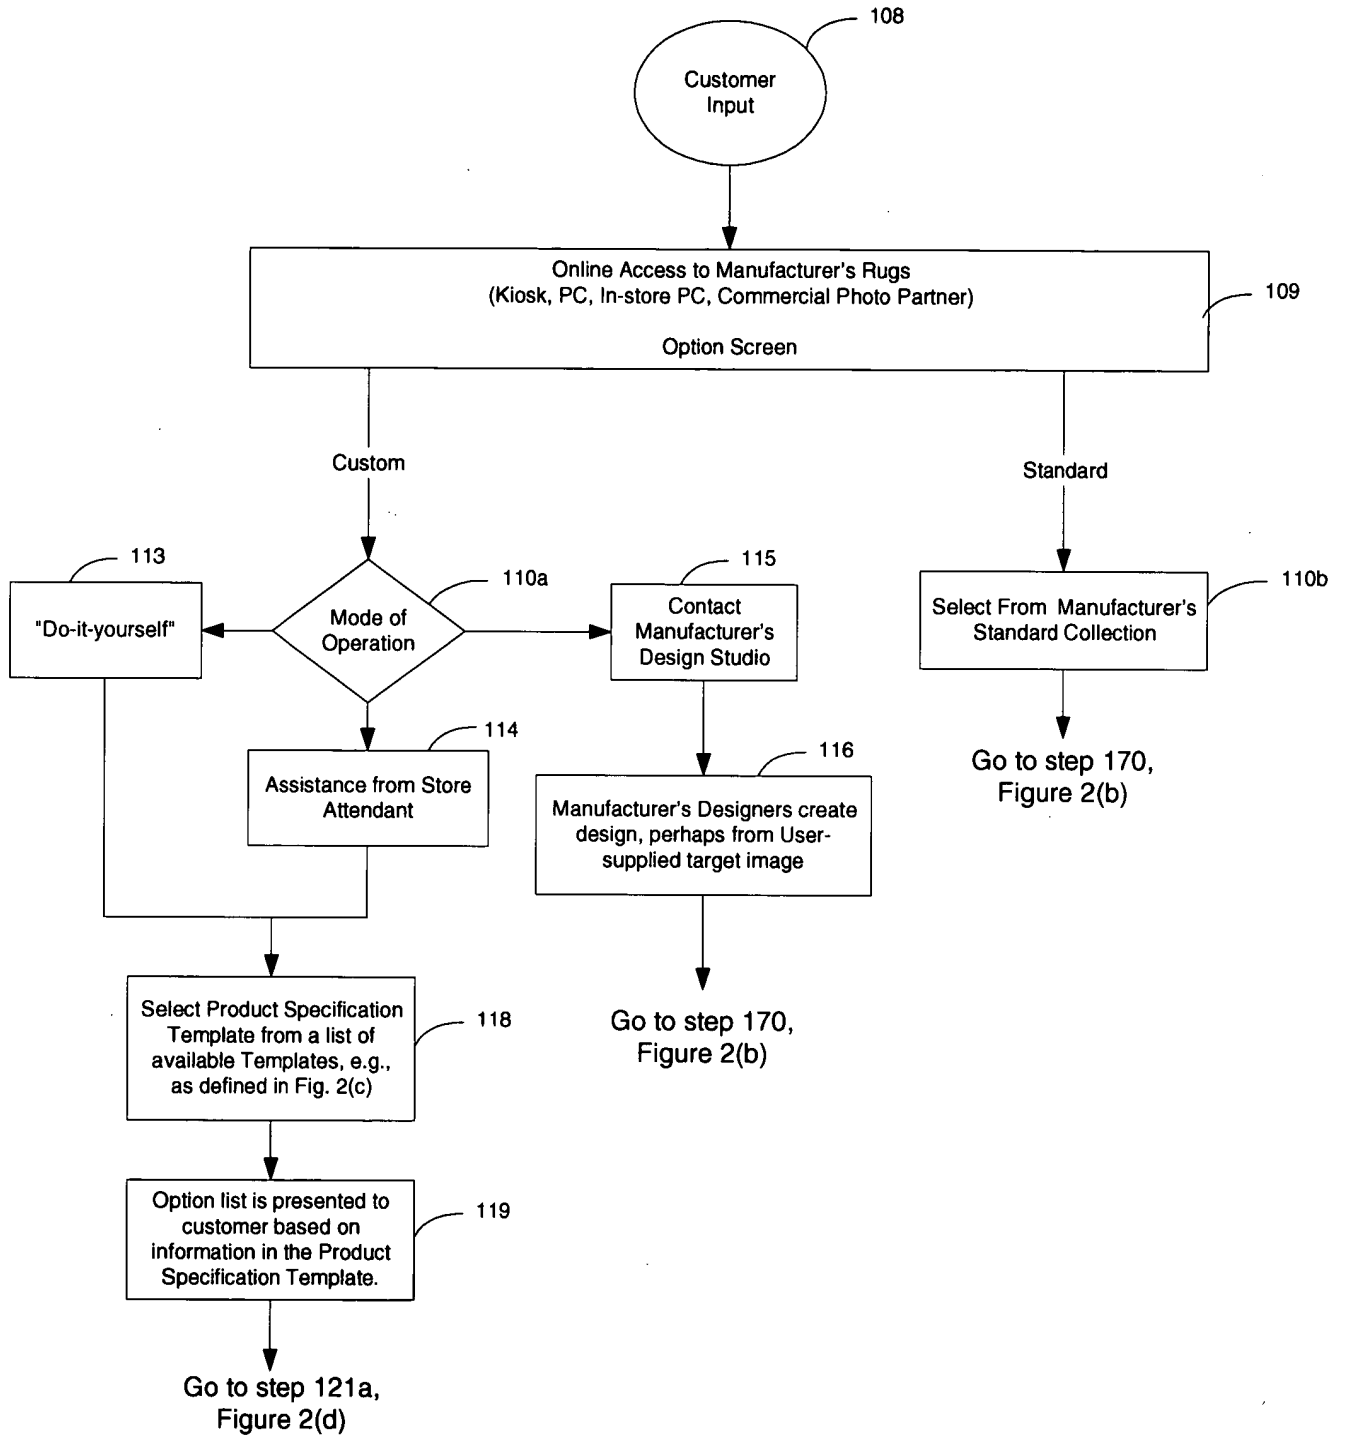 108
Customer
Input
Online Access to Manufacturer's Rugs
(Kiosk, PC, In-store PC, Commercial Photo Partner)
Option Screen
109
Custom
Standard
113
"Do-it-yourself"
110a
Mode of
Operation
115
Contact
Manufacturer's
Design Studio
110b
Select From Manufacturer's
Standard Collection
114
Assistance from Store
Attendant
116
Manufacturer's Designers create
design, perhaps from User-
supplied target image
Go to step 170,
Figure 2(b)
Go to step 170,
Figure 2(b)
118
Select Product Specification
Template from a list of
available Templates, e.g.,
as defined in Fig. 2(c)
119
Option list is presented to
customer based on
information in the Product
Specification Template.
Go to step 121a,
Figure 2(d)